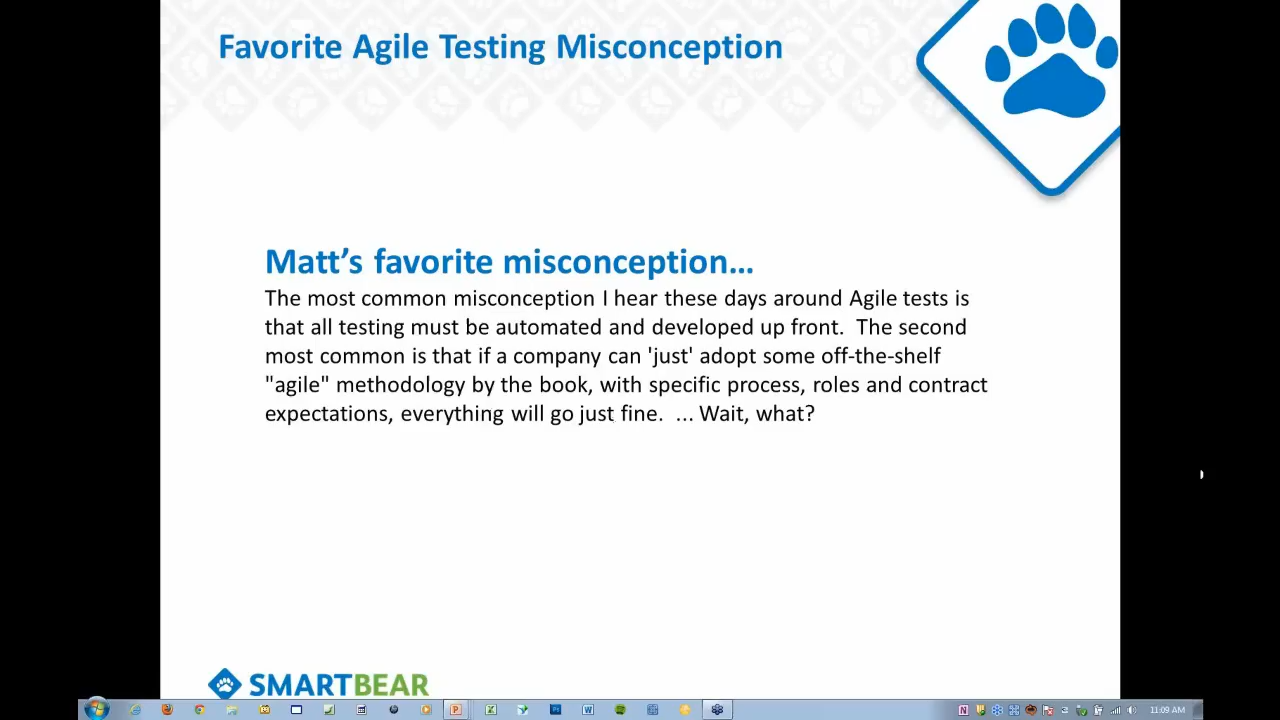 Favorite Agile Testing Misconception
Matt’s favorite misconception...
The most common misconception I hear these days around Agile tests is
that all testing must be automated and developed up front.  The second
most common is that if a company can 'just' adopt some off-the-shelf
"agile" methodology by the book, with specific process, roles and contract
expectations, everything will go just fine.  ... Wait, what?
SMARTBEAR
11:09 AM